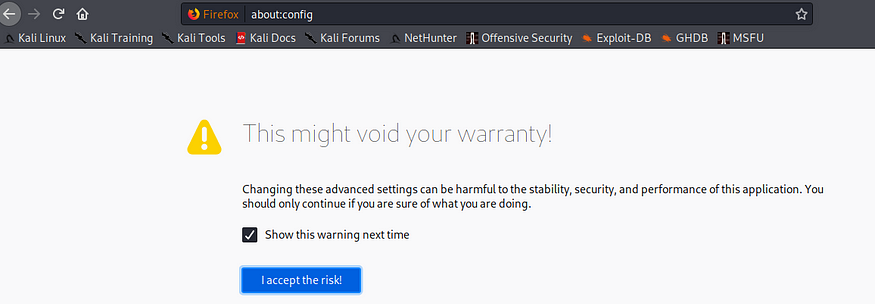 Firefox about:config
Kali Linux Kali Training Kali Tools Kali Docs Kali Forums NetHunter Offensive Security Exploit-DB GHDB MSFU
This might void your warranty!
Changing these advanced settings can be harmful to the stability, security, and performance of this application. You
should only continue if you are sure of what you are doing.
Show this warning next time
I accept the risk!